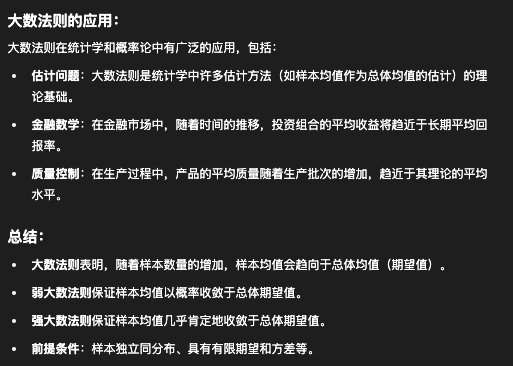 大数法则的应用：
大数法则在统计学和概率论中有广泛的应用，包括：
• 估计问题：大数法则是统计学中许多估计方法（如样本均值作为总体均值的估计）的理
论基础。
• 金融数学：在金融市场中，随着时间的推移，投资组合的平均收益将趋近于长期平均回
报率。
• 质量控制：在生产过程中，产品的平均质量随着生产批次的增加，趋近于其理论的平均
水平。
总结：
• 大数法则表明，随着样本数量的增加，样本均值会趋向于总体均值（期望值）。
• 弱大数法则保证样本均值以概率收敛于总体期望值。
• 强大数法则保证样本均值几乎肯定地收敛于总体期望值。
• 前提条件：样本独立同分布、具有有限期望和方差等。